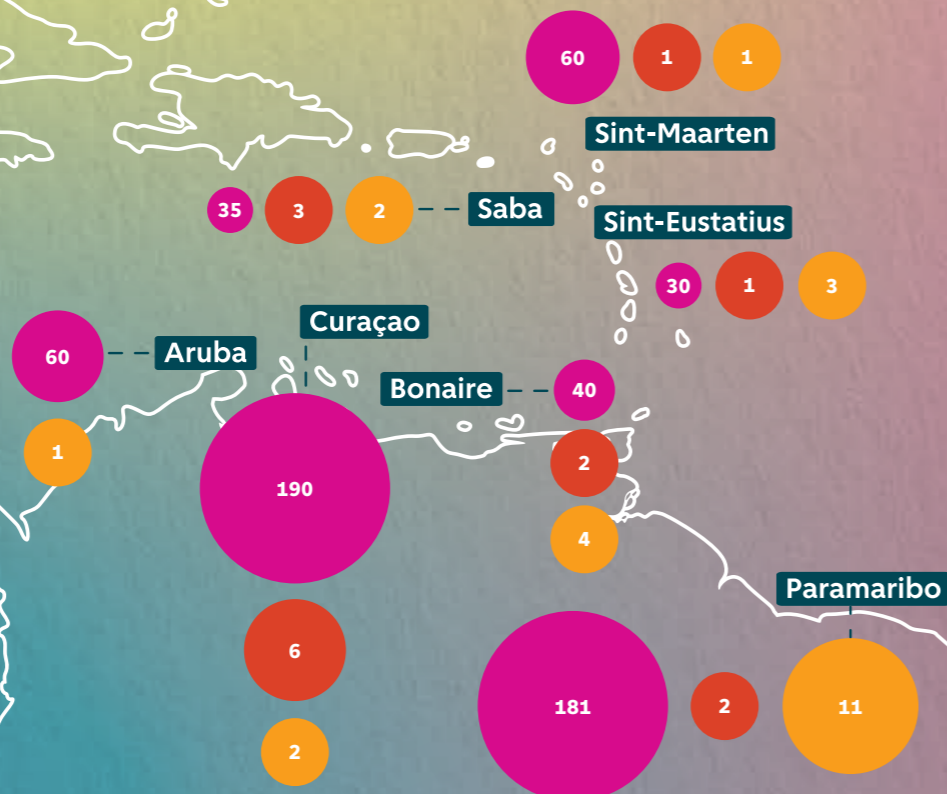 60 1 1
Sint-Maarten
35 3 2 Saba
Sint-Eustatius
30 1 3
Curaçao
60 Aruba
Bonaire 40
1
2
190
4
Paramaribo
6
181 2 11
2